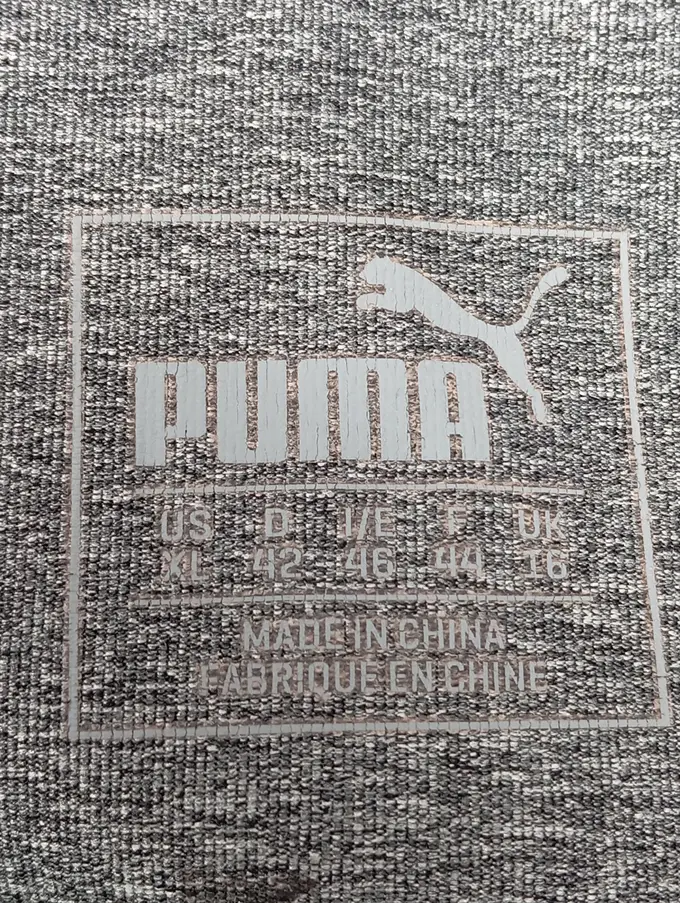 PUMA
US D I/E F UK
XL 42 46 44 16
MADE IN CHINA
FABRIQUE EN CHINE